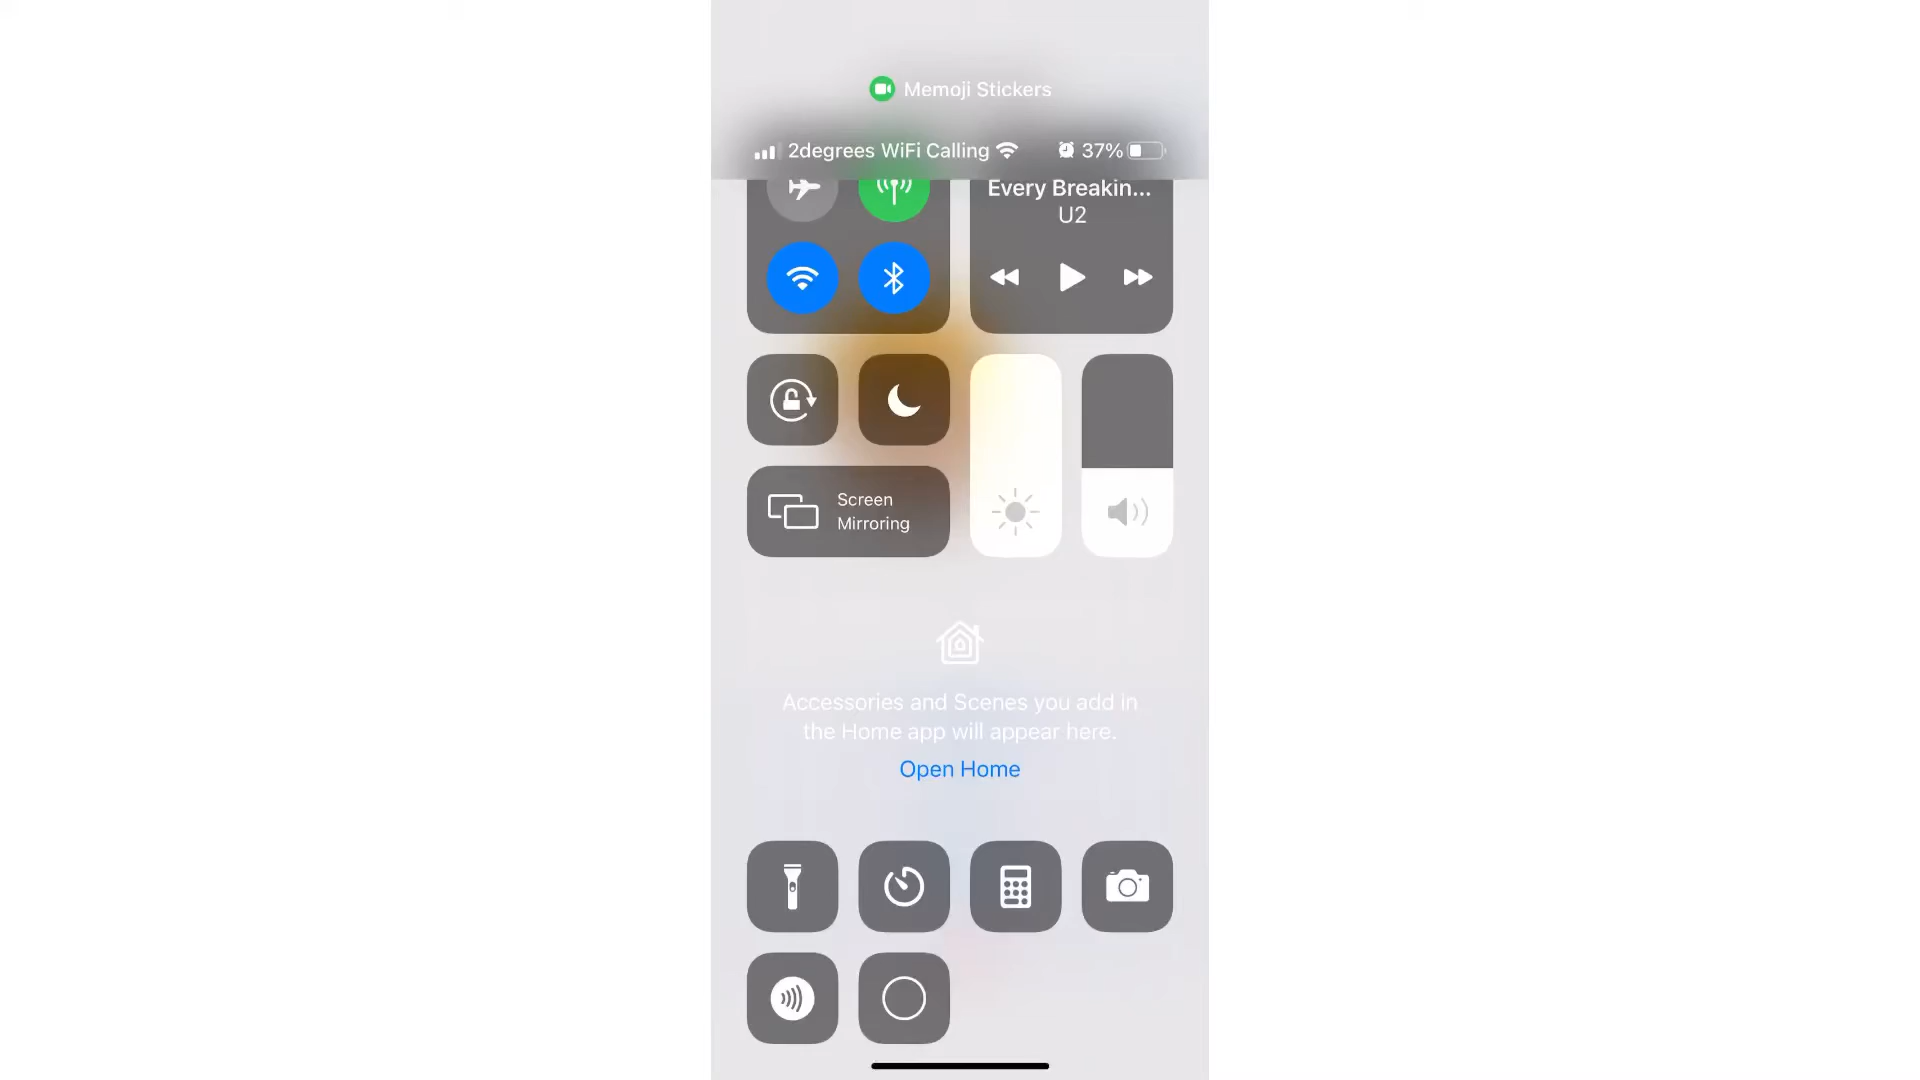 Memoji Stickers
2degrees WiFi Calling 37%
Every Breakin...
U2
Screen
Mirroring
Accessories and Scenes you add in
the Home app will appear here.
Open Home